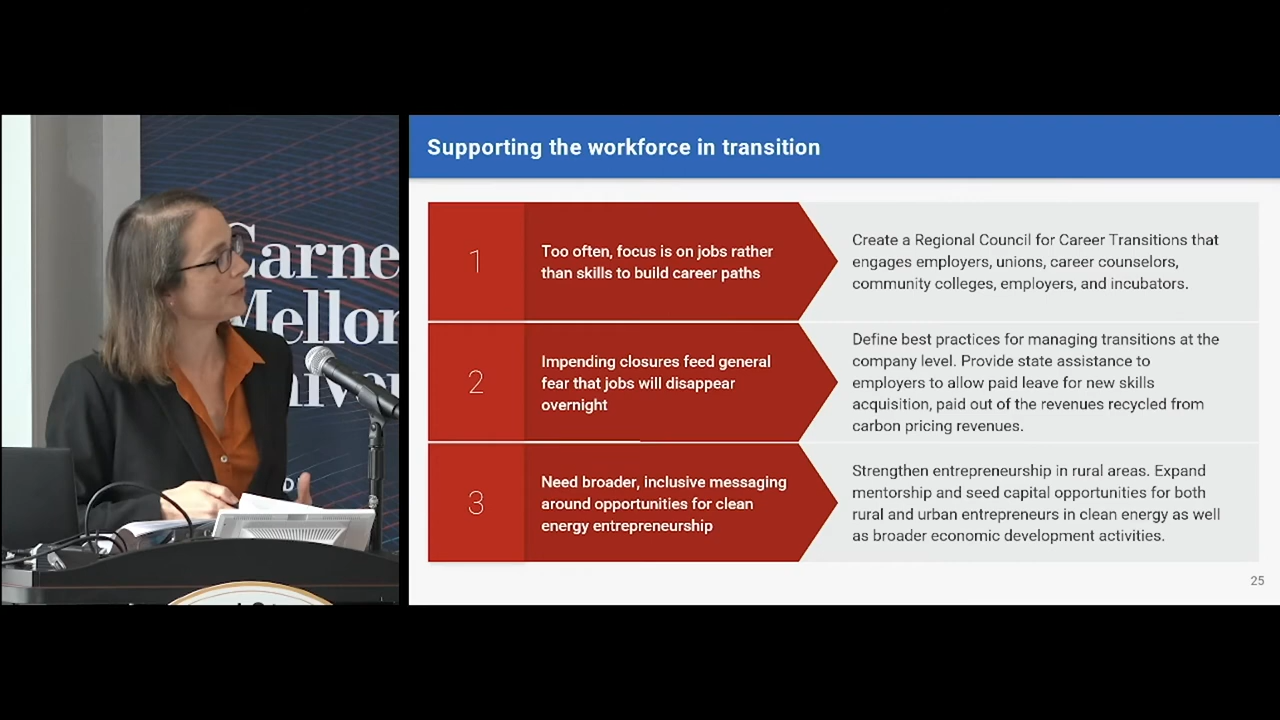 Carne
Mellon
Supporting the workforce in transition
1
Too often, focus is on jobs rather
than skills to build career paths
Create a Regional Council for Career Transitions that
engages employers, unions, career counselors,
community colleges, employers, and incubators.
2
Impending closures feed general
fear that jobs will disappear
overnight
Define best practices for managing transitions at the
company level. Provide state assistance to
employers to allow paid leave for new skills
acquisition, paid out of the revenues recycled from
carbon pricing revenues.
3
Need broader, inclusive messaging
around opportunities for clean
energy entrepreneurship
Strengthen entrepreneurship in rural areas. Expand
mentorship and seed capital opportunities for both
rural and urban entrepreneurs in clean energy as well
as broader economic development activities.
25